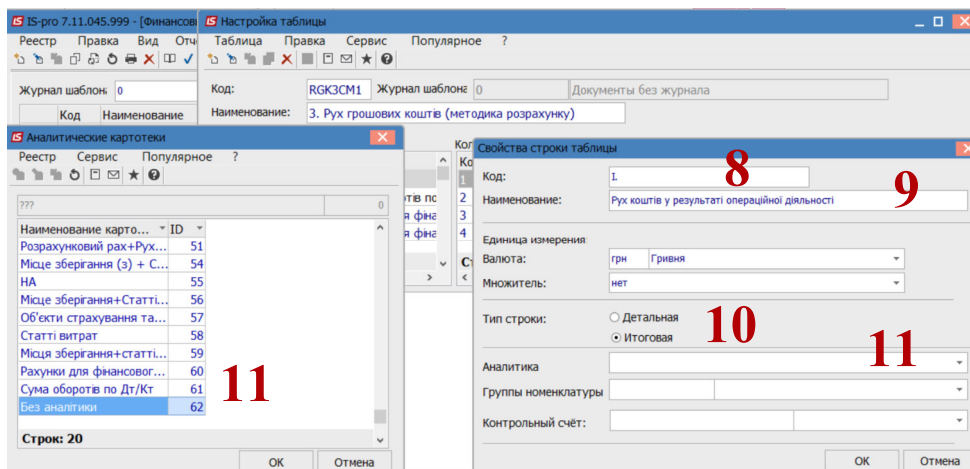 IS-pro 7.11.045.999 - [Финансов
Реестр Правка Вид Отч
Журнал шаблон 0
Код Наименование
Настройка таблицы
Таблица Правка Сервис Популярное ?
Код: RGK3CM1 Журнал шаблона 0 Документы без журнала
Наименование: 3. Рух грошових коштів (методика розрахунку)
Кол
Ко
1
тів по 2
я фіна 3
я фіна 4
Ст
Аналитические картотеки
Реестр Сервис Популярное ?
??? 0
Наименование карто... ID
Розрахунковий рах+Рух... 51
Місце зберігання (з) + С... 54
НА 55
Місце зберігання+Статті... 56
Об'єкти страхування та... 57
Статті витрат 58
Місця зберігання+статті... 59
Рахунки для фінансовог... 60
Сума оборотів по Дт/Кт 61
Без аналітики 62
11
Строк: 20
ОК Отмена
Свойства строки таблицы
Код: I. 8
Наименование: Рух коштів у результаті операційної діяльності 9
Единица измерения
Валюта: грн Гривня
Множитель: нет
Тип строки: Детальная
Итоговая 10
Аналитика 11
Группы номенклатуры
Контрольный счёт:
ОК Отмена